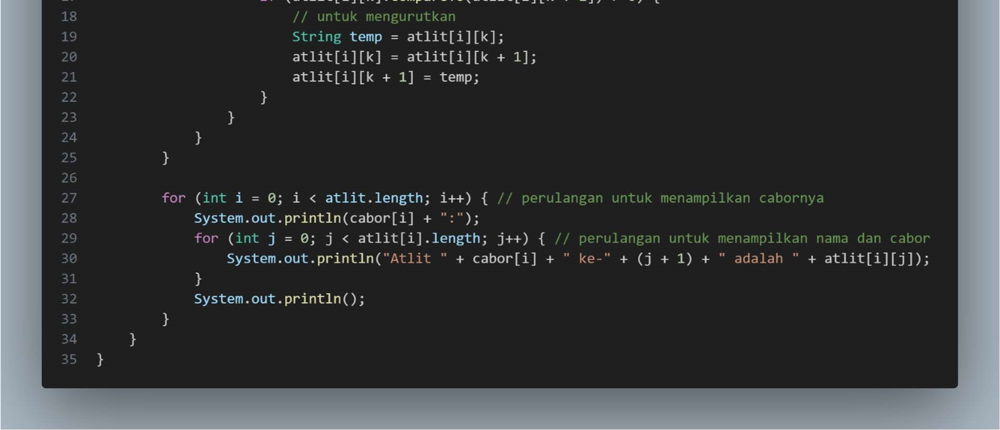 18 // untuk mengurutkan
19 String temp = atlit[i][k];
20 atlit[i][k] = atlit[i][k + 1];
21 atlit[i][k + 1] = temp;
22 }
23 }
24 }
25 }
26
27 for (int i = 0; i < atlit.length; i++) { // perulangan untuk menampilkan cabornya
28 System.out.println(cabor[i] + ":");
29 for (int j = 0; j < atlit[i].length; j++) { // perulangan untuk menampilkan nama dan cabor
30 System.out.println("Atlit " + cabor[i] + " ke-" + (j + 1) + " adalah " + atlit[i][j]);
31 }
32 System.out.println();
33 }
34 }
35 }